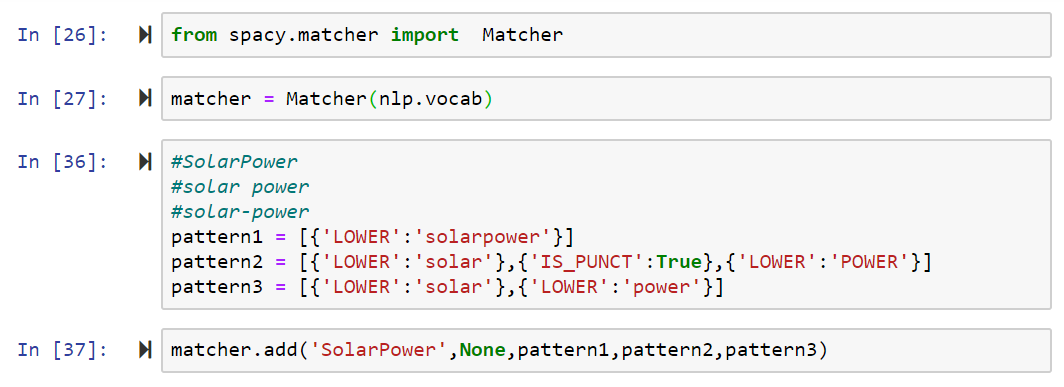 In [26]: from spacy.matcher import  Matcher
In [27]: matcher = Matcher(nlp.vocab)
In [36]: #SolarPower
#solar power
#solar-power
pattern1 = [{'LOWER':'solarpower'}]
pattern2 = [{'LOWER':'solar'},{'IS_PUNCT':True},{'LOWER':'POWER'}]
pattern3 = [{'LOWER':'solar'},{'LOWER':'power'}]
In [37]: matcher.add('SolarPower',None,pattern1,pattern2,pattern3)